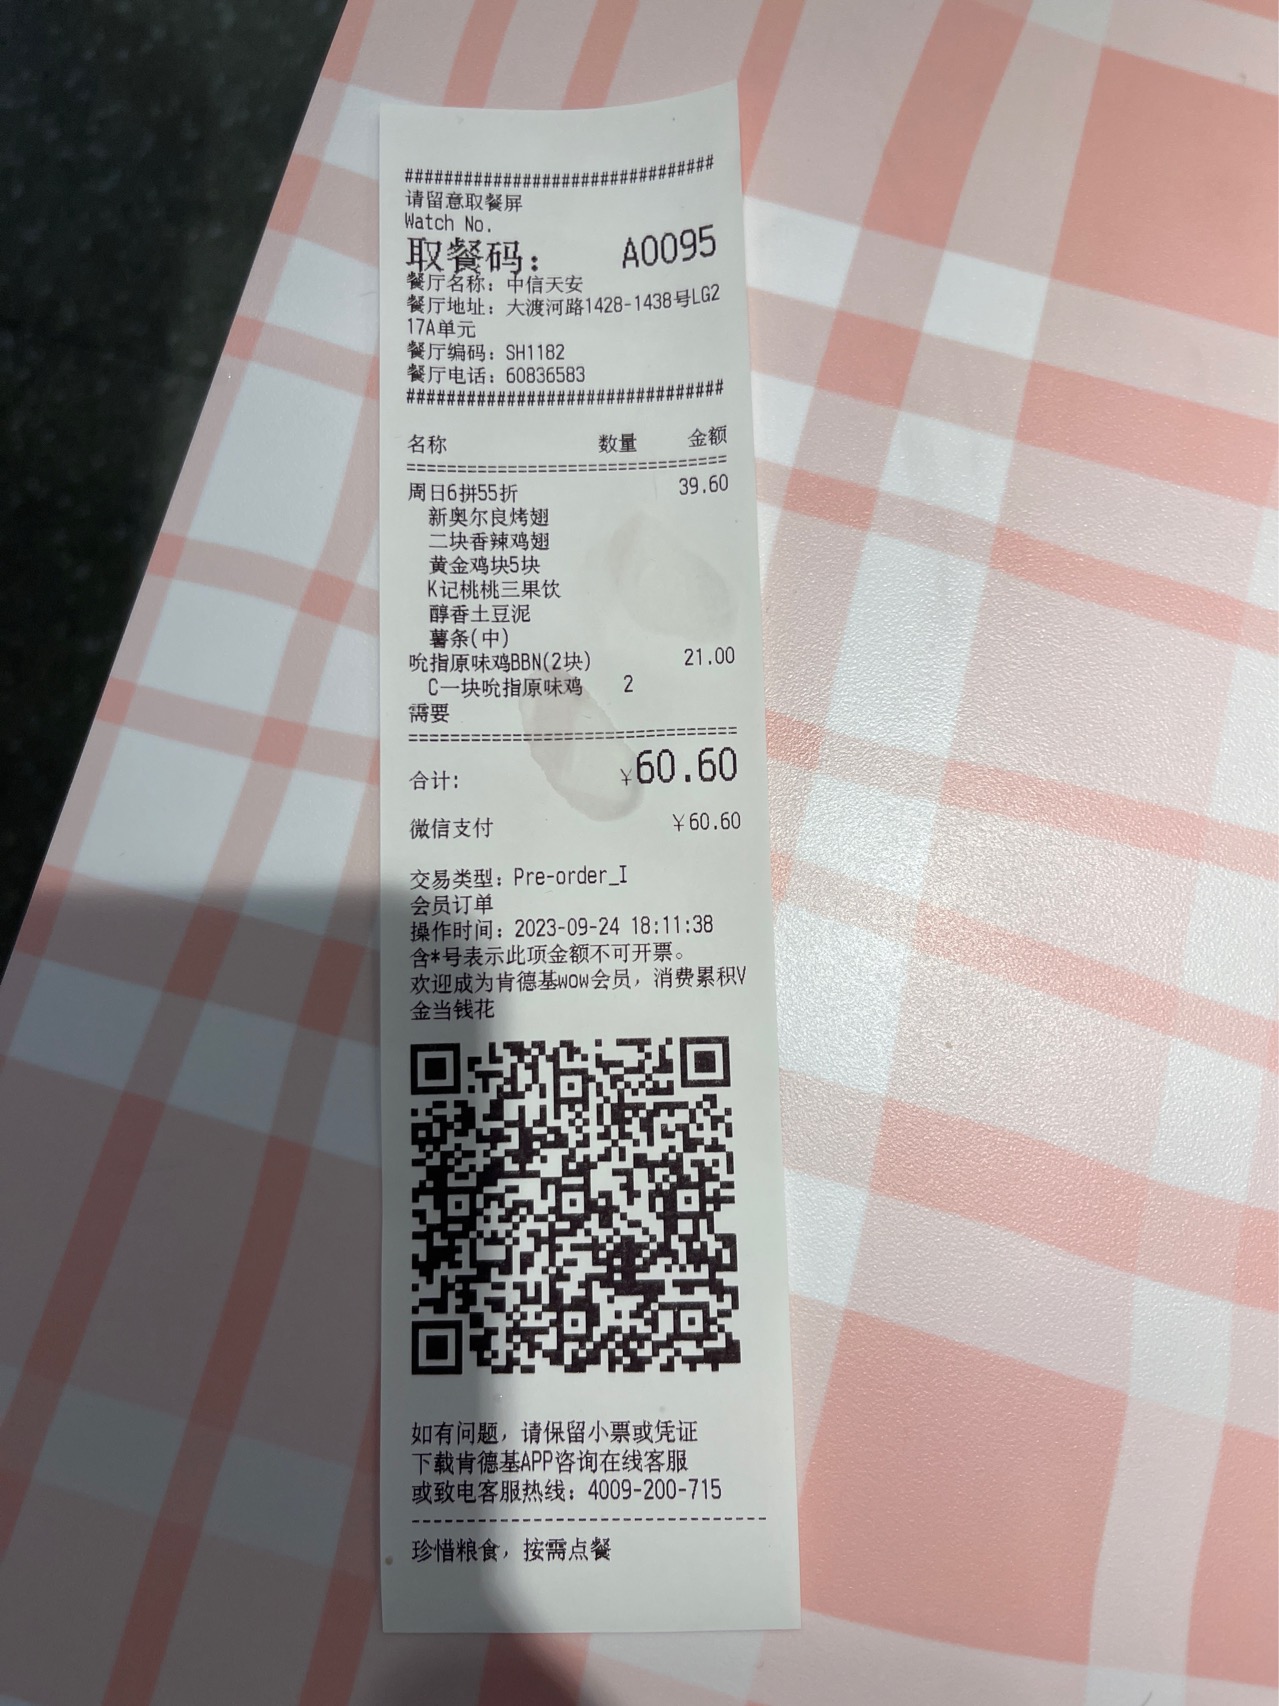 ################################
请留意取餐屏
Watch No.
取餐码： A0095
餐厅名称：中信天安
餐厅地址：大渡河路1428-1438号LG2
17A单元
餐厅编码：SH1182
餐厅电话：60836583
################################
名称 数量 金额
================================
周日6拼55折 39.60
新奥尔良烤翅
二块香辣鸡翅
黄金鸡块5块
K记桃桃三果饮
醇香土豆泥
薯条(中)
吮指原味鸡BBN(2块) 21.00
C一块吮指原味鸡 2
需要
================================
合计: ￥60.60
微信支付 ￥60.60
交易类型：Pre-order_I
会员订单
操作时间：2023-09-24 18:11:38
含*号表示此项金额不可开票。
欢迎成为肯德基wow会员，消费累积V
金当钱花
如有问题，请保留小票或凭证
下载肯德基APP咨询在线客服
或致电客服热线：4009-200-715
--------------------------------
珍惜粮食，按需点餐